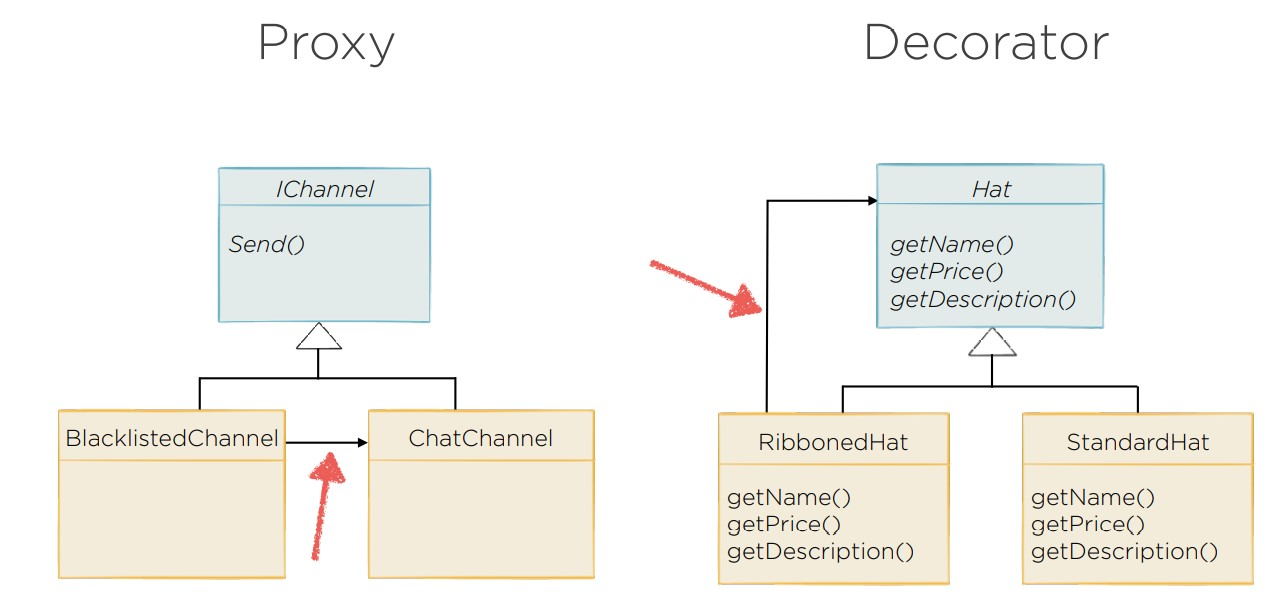 Proxy
Decorator
IChannel
Send()
BlacklistedChannel
ChatChannel
Hat
getName()
getPrice()
getDescription()
RibbonedHat
getName()
getPrice()
getDescription()
StandardHat
getName()
getPrice()
getDescription()